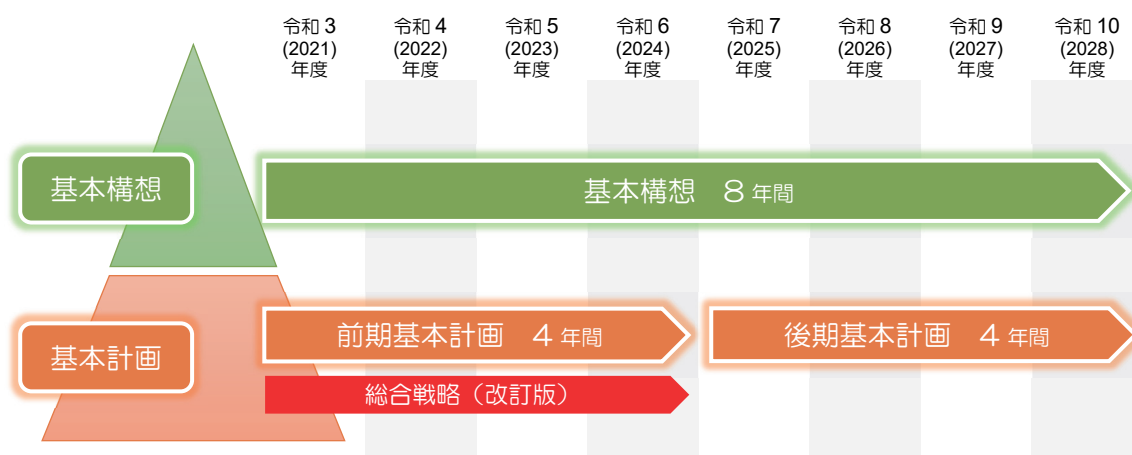 令和 3
(2021)
年度
令和 4
(2022)
年度
令和 5
(2023)
年度
令和 6
(2024)
年度
令和 7
(2025)
年度
令和 8
(2026)
年度
令和 9
(2027)
年度
令和 10
(2028)
年度
基本構想
基本構想 8 年間
基本計画
前期基本計画 4 年間
後期基本計画 4 年間
総合戦略（改訂版）